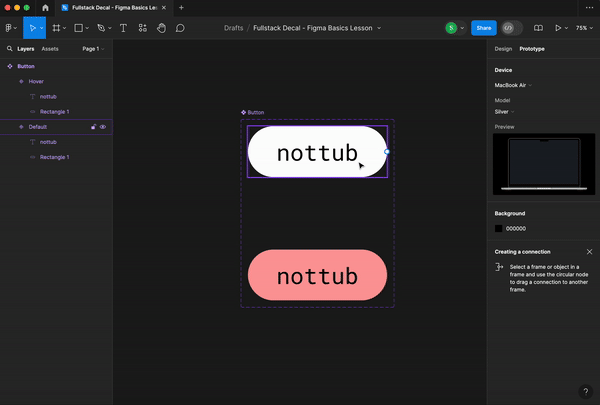 Fullstack Decal - Figma Basics Les
Drafts / Fullstack Decal - Figma Basics Lesson
S
Share
75%
Layers
Assets
Page 1
Button
Hover
nottub
Rectangle 1
Default
nottub
Rectangle 1
Button
nottub
nottub
Design
Prototype
Device
MacBook Air
Model
Silver
Preview
Background
000000
Creating a connection
Select a frame or object in a
frame and use the circular node
to drag a connection to another
frame.
?